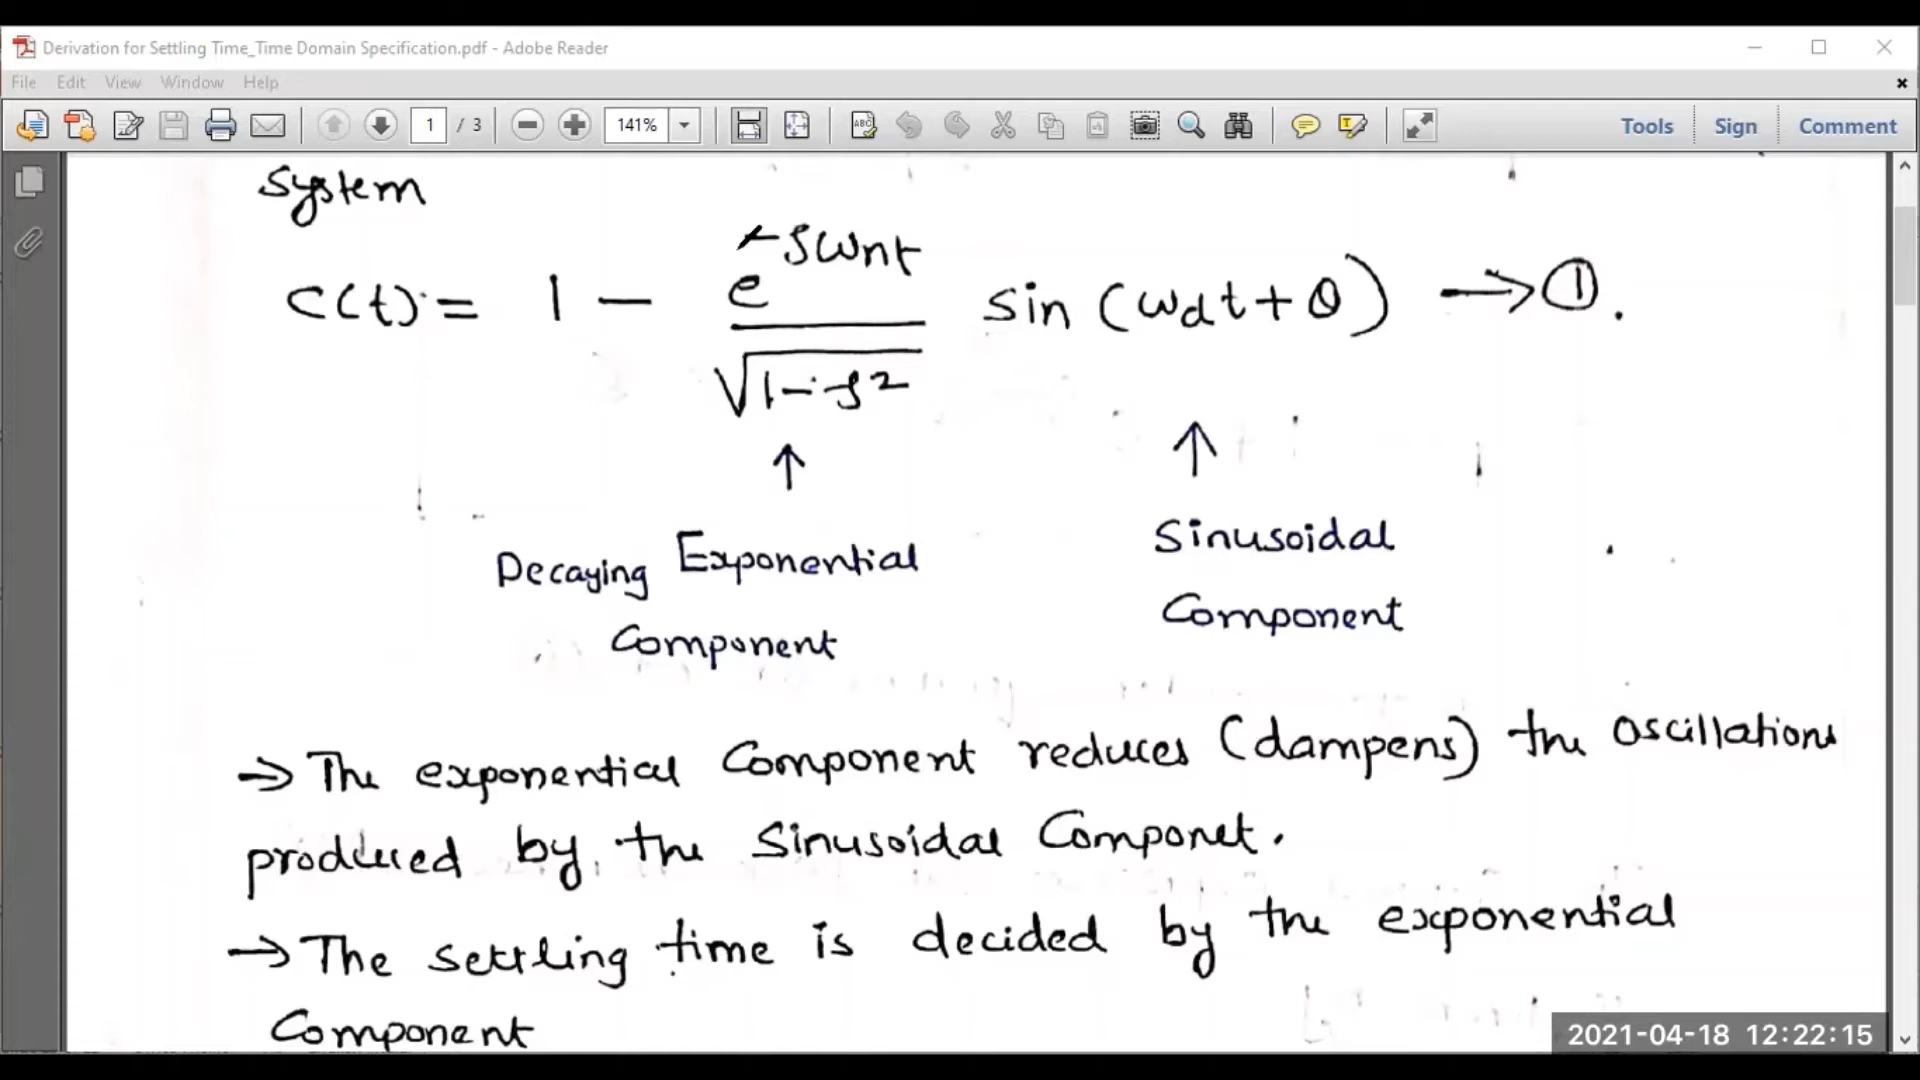 Derivation for Settling Time_Time Domain Specification.pdf - Adobe Reader
File Edit View Window Help
1 / 3 141% Tools Sign Comment
System
C(t) = 1 - e^-ζωnt / √1-ζ² sin (ωdt + θ) → ①.
↑ ↑
Decaying Exponential Component
Sinusoidal Component
→ The exponential Component reduces (dampens) the oscillations
produced by the Sinusoidal Componet.
→ The settling time is decided by the exponential
Component
2021-04-18 12:22:15